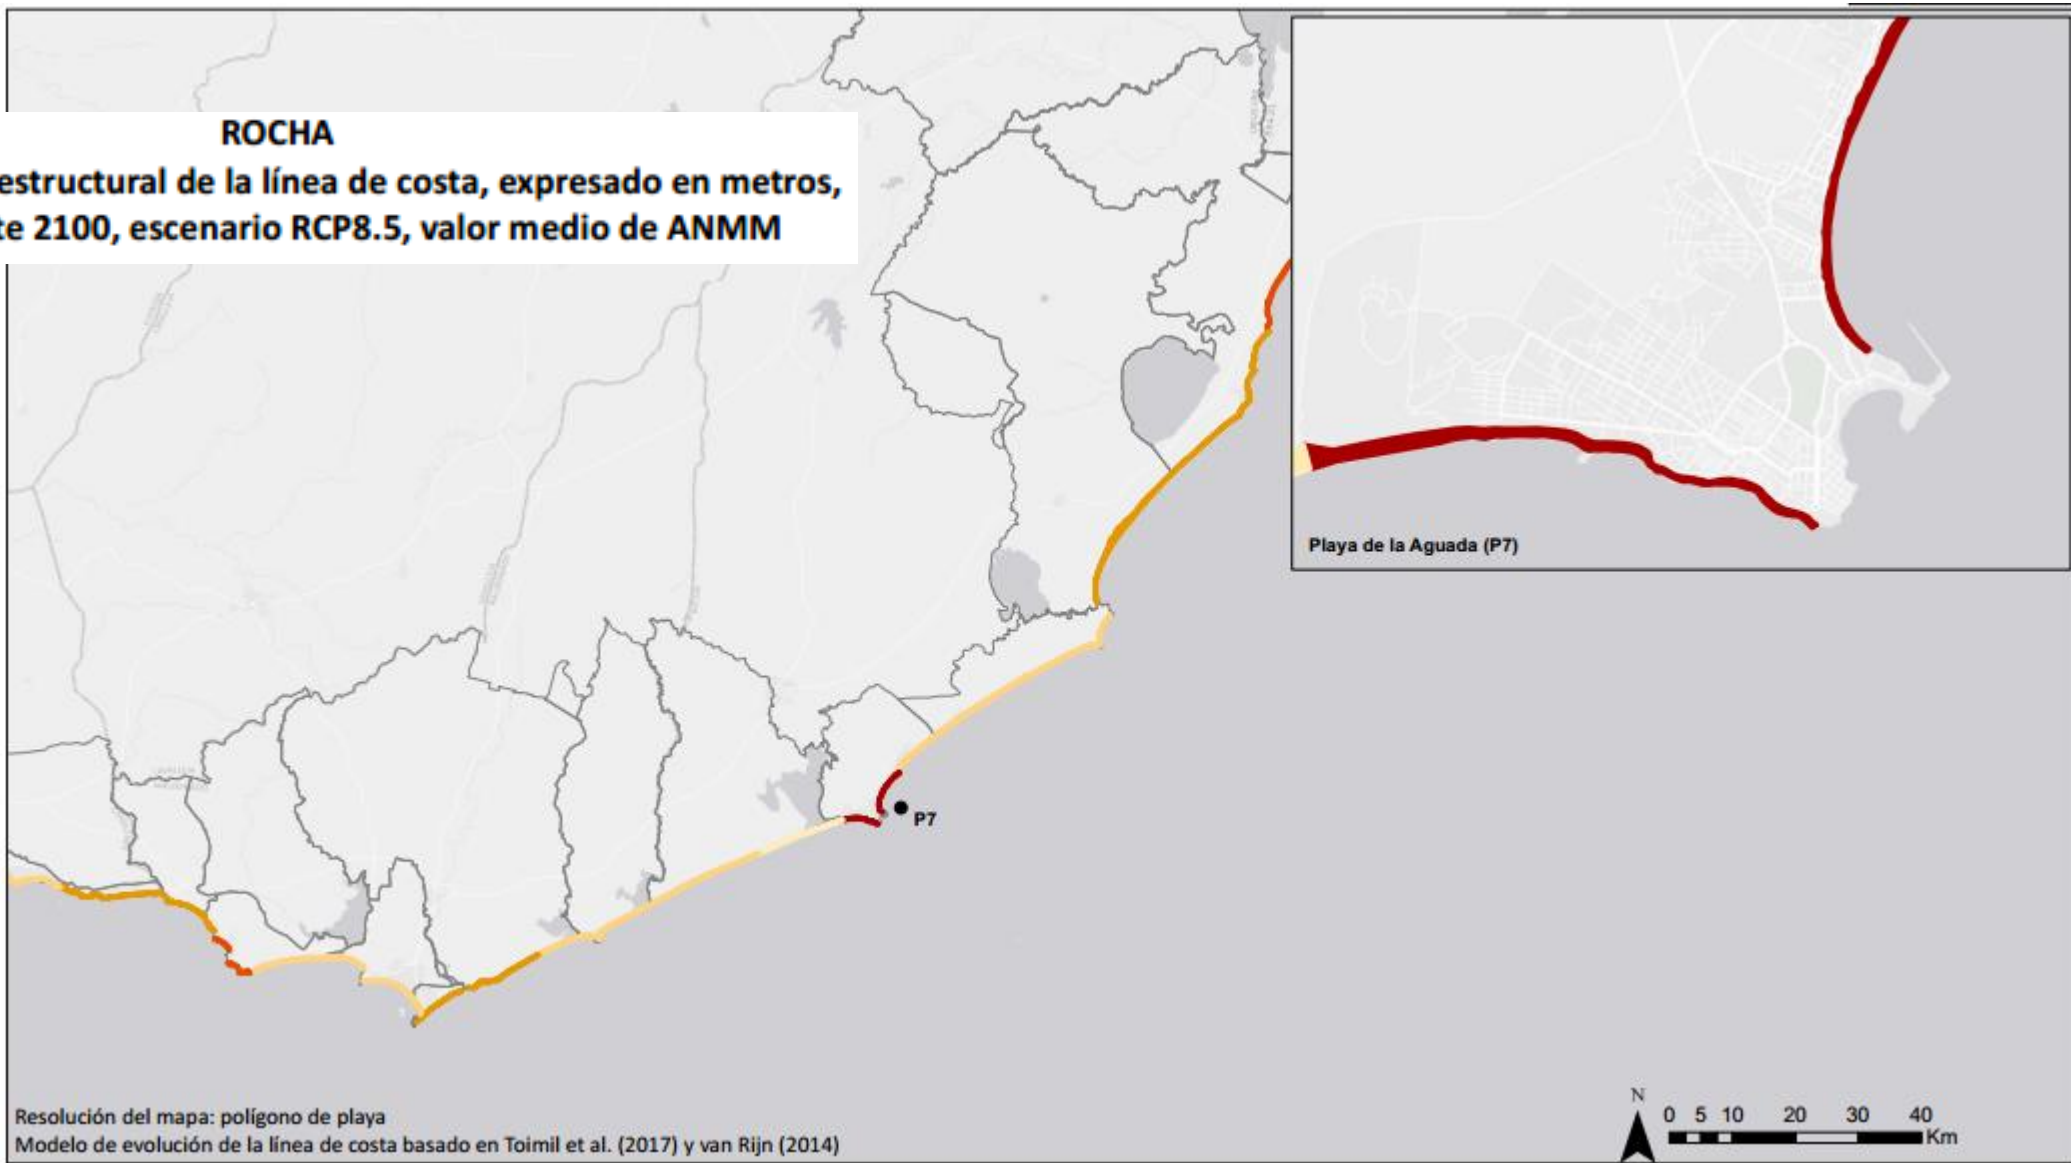 ROCHA
estructural de la línea de costa, expresado en metros,
te 2100, escenario RCP8.5, valor medio de ANMM
Playa de la Aguada (P7)
P7
Resolución del mapa: polígono de playa
Modelo de evolución de la línea de costa basado en Toimil et al. (2017) y van Rijn (2014)
N
0 5 10 20 30 40
Km